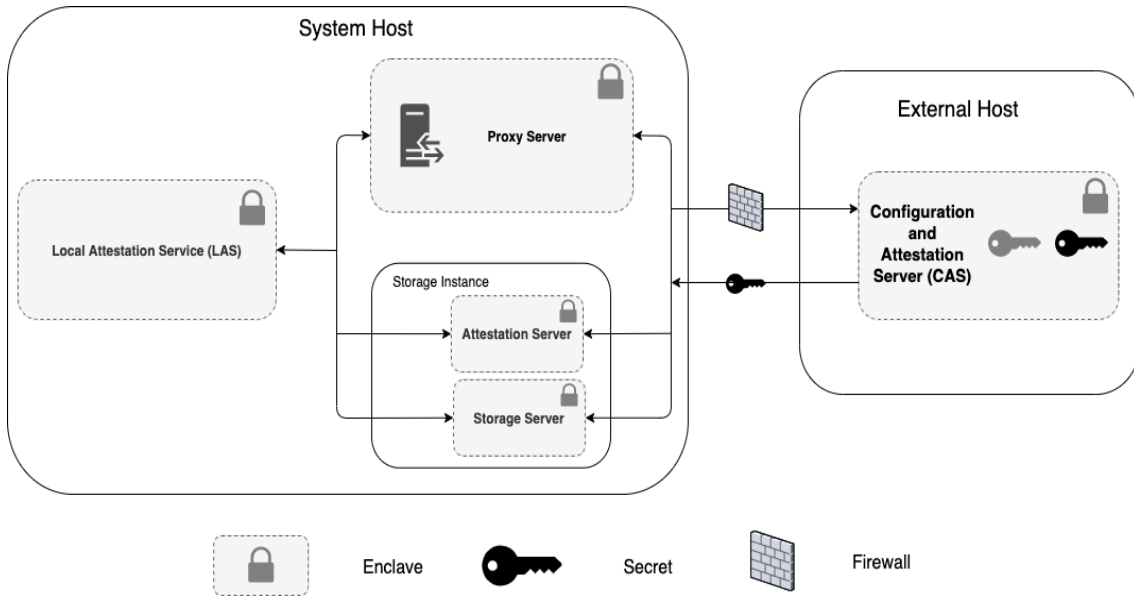 System Host
Proxy Server
Local Attestation Service (LAS)
Storage Instance
Attestation Server
Storage Server
External Host
Configuration
and
Attestation
Server (CAS)
Enclave
Secret
Firewall